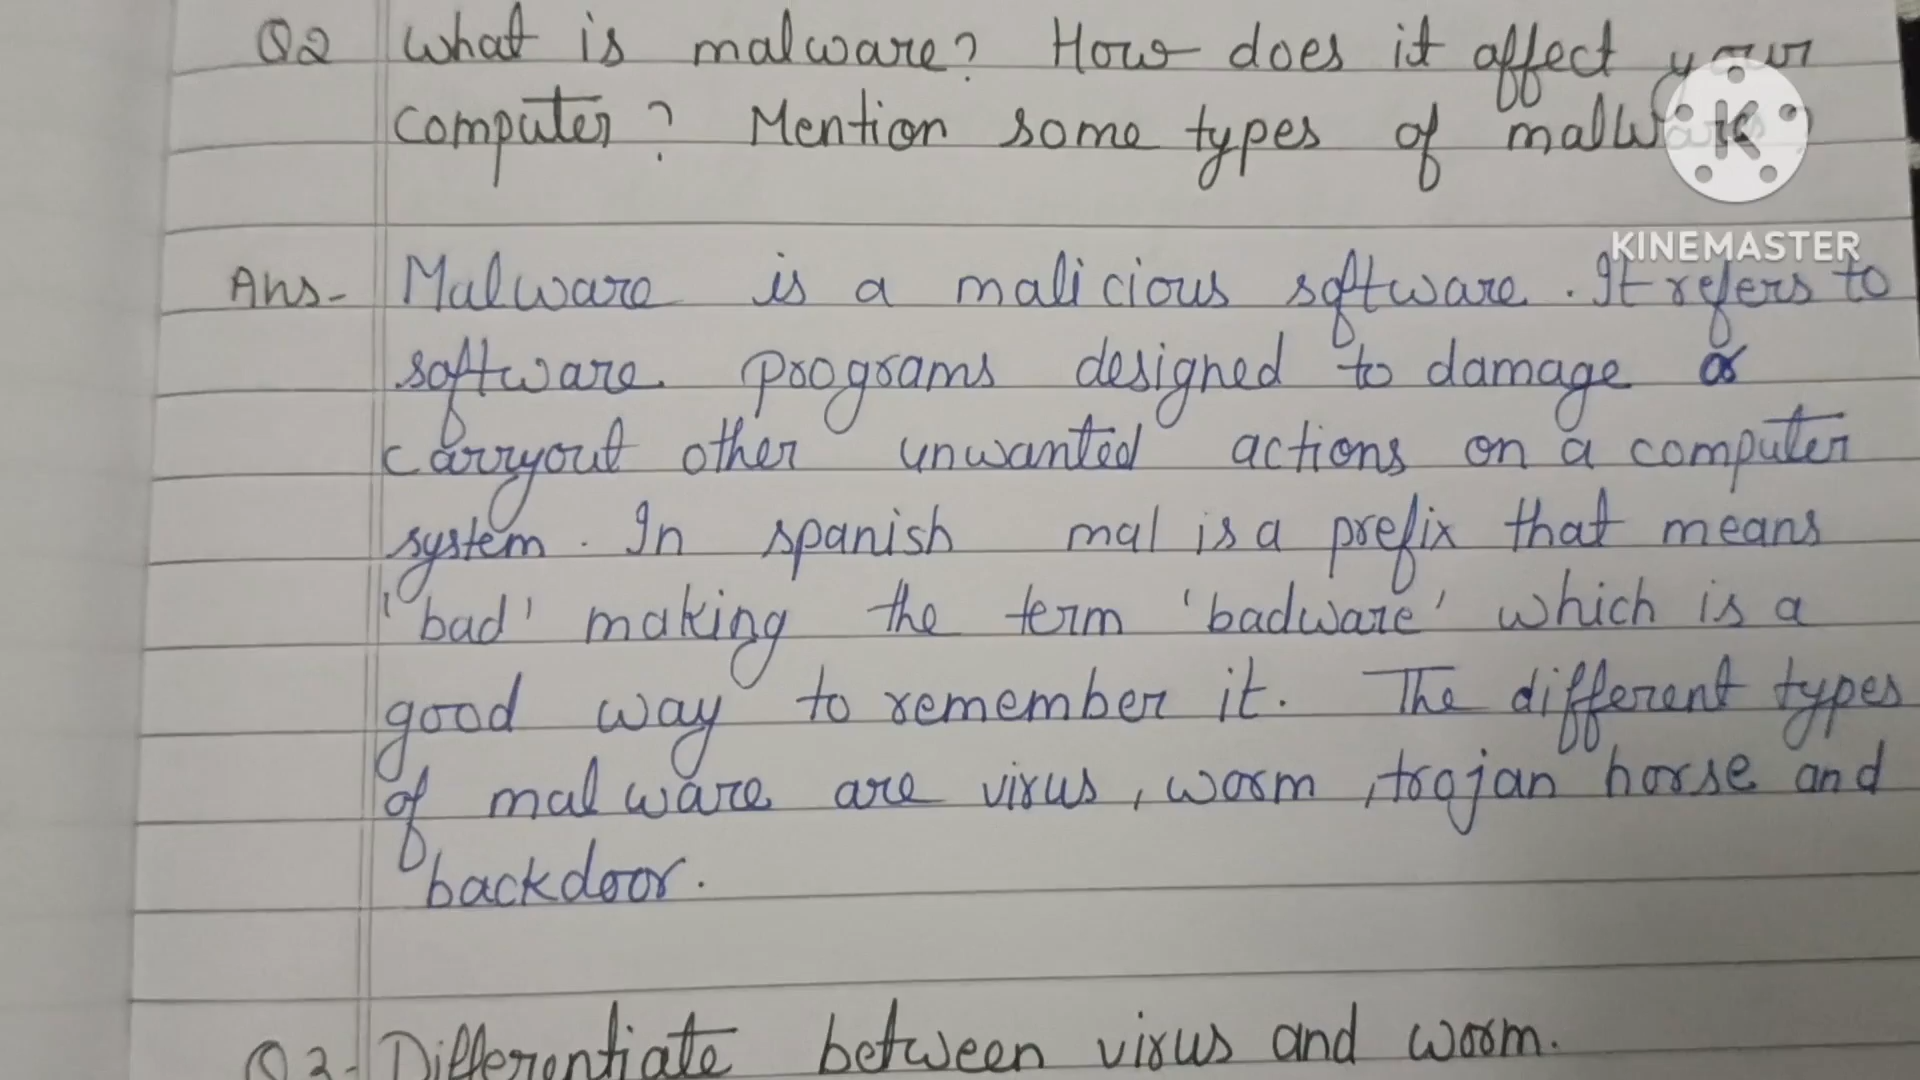 Q2 What is malware? How does it affect your
computer? Mention some types of malware?
K
KINEMASTER
Ans- Malware is a malicious software. It refers to
software programs designed to damage or
carryout other unwanted actions on a computer
system. In spanish mal is a prefix that means
'bad' making the term 'badware' which is a
good way to remember it. The different types
of malware are virus, worm, trojan horse and
backdoor.
Q3- Differentiate between virus and worm.